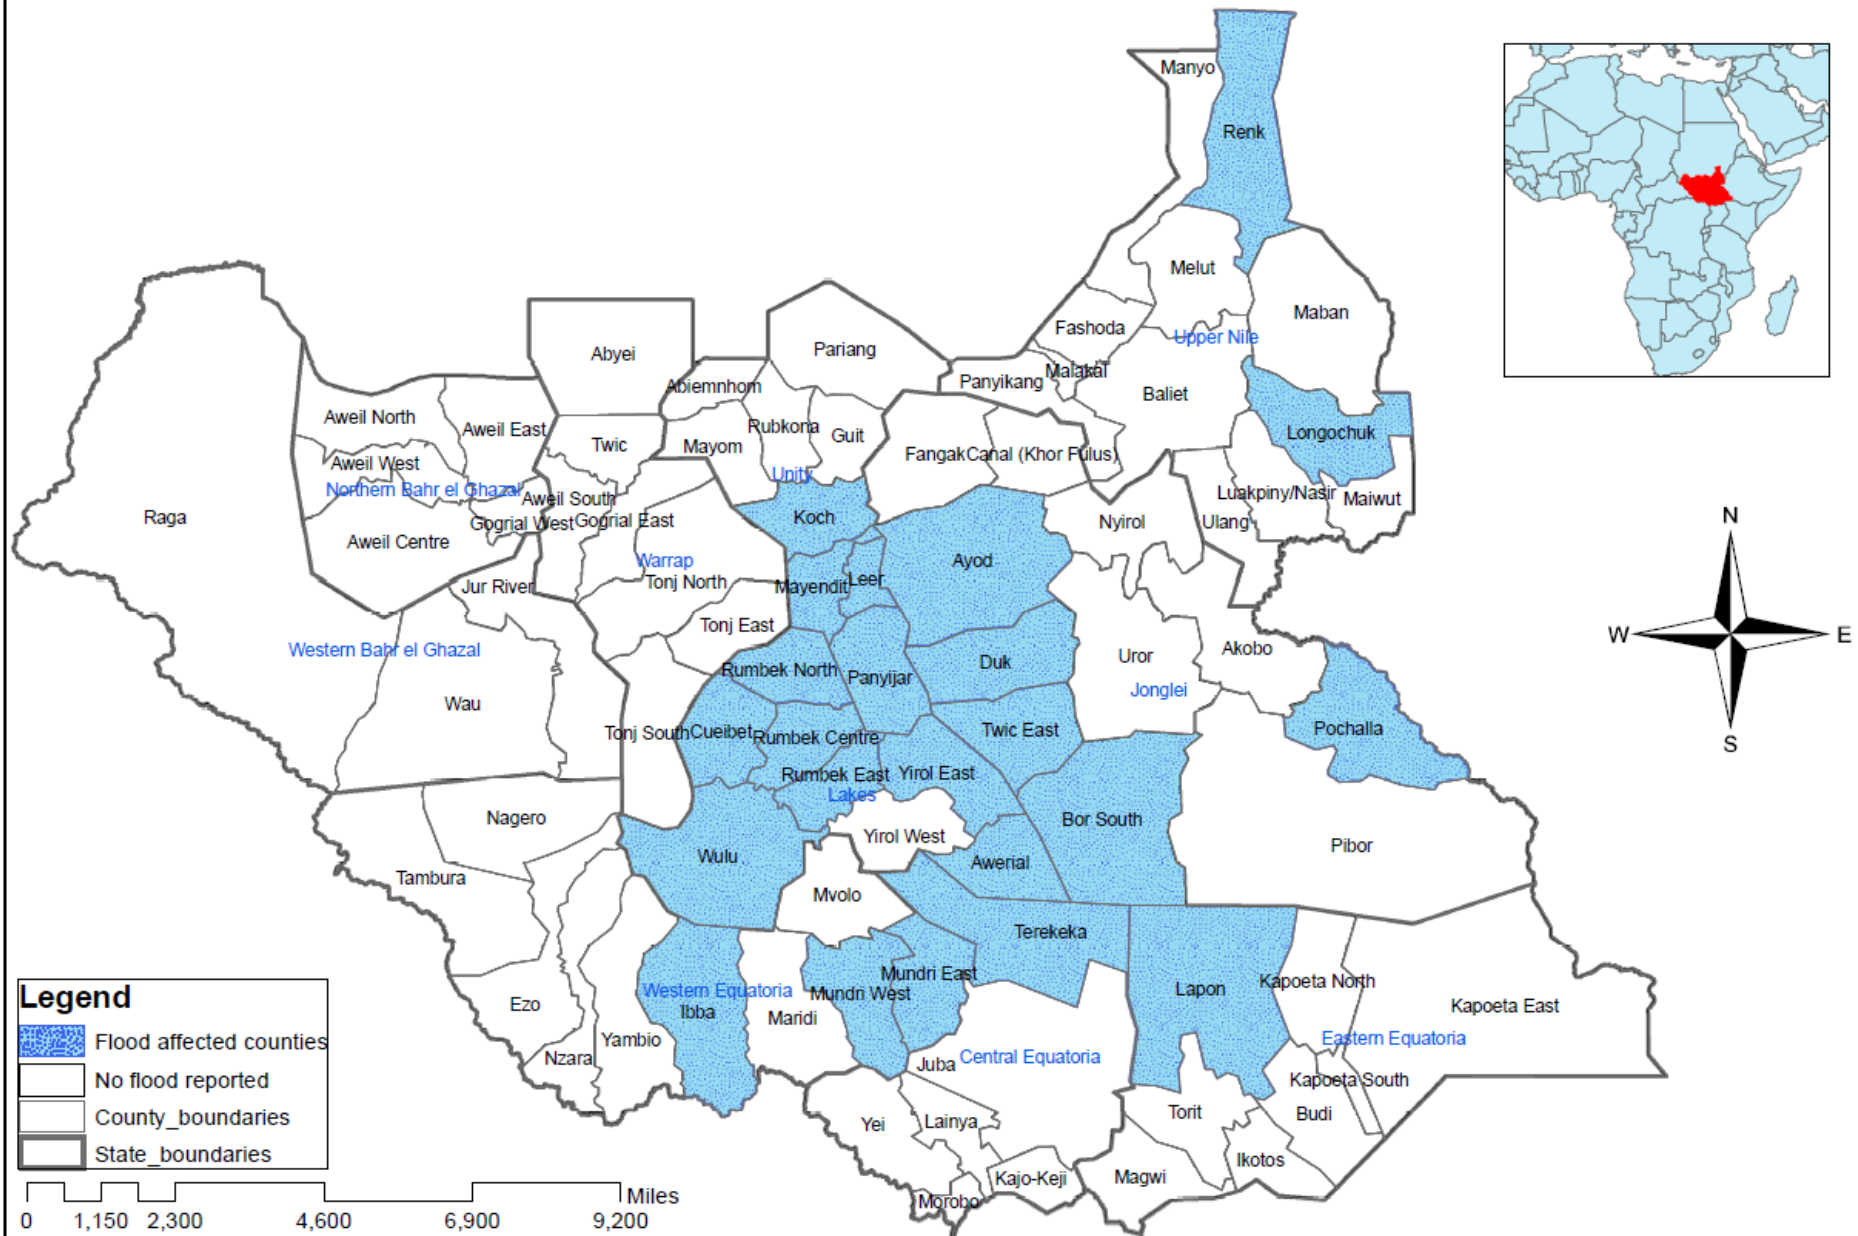 Manyo
Renk
Melut
Maban
Fashoda
Upper Nile
Abyei
Pariang
Malakal
Panyikang
Abiemnhom
Baliet
Aweil North
Aweil East
Twic
Mayom
Rubkona
Guit
Longochuk
Fangak
Canal (Khor Fulus)
Aweil West
Unity
Northern Bahr el Ghazal
Aweil South
Luakpiny/Nasir
Maiwut
Raga
Gogrial West
Gogrial East
Koch
Nyirol
Ulang
Aweil Centre
Warrap
Ayod
Jur River
Tonj North
Mayendit
Leer
Tonj East
Western Bahr el Ghazal
Uror
Akobo
Rumbek North
Panyijar
Duk
Jonglei
Wau
Tonj South
Cueibet
Rumbek Centre
Twic East
Pochalla
Rumbek East
Yirol East
Lakes
Nagero
Yirol West
Bor South
Pibor
Wulu
Awerial
Tambura
Mvolo
Terekeka
Mundri East
Kapoeta North
Western Equatoria
Mundri West
Lapon
Ezo
Ibba
Maridi
Kapoeta East
Yambio
Eastern Equatoria
Nzara
Juba
Central Equatoria
Kapoeta South
Torit
Budi
Yei
Lainya
Ikotos
Kajo-Keji
Magwi
Morobo
N
W
E
S
Legend
Flood affected counties
No flood reported
County_boundaries
State_boundaries
Miles
0 1,150 2,300 4,600 6,900 9,200